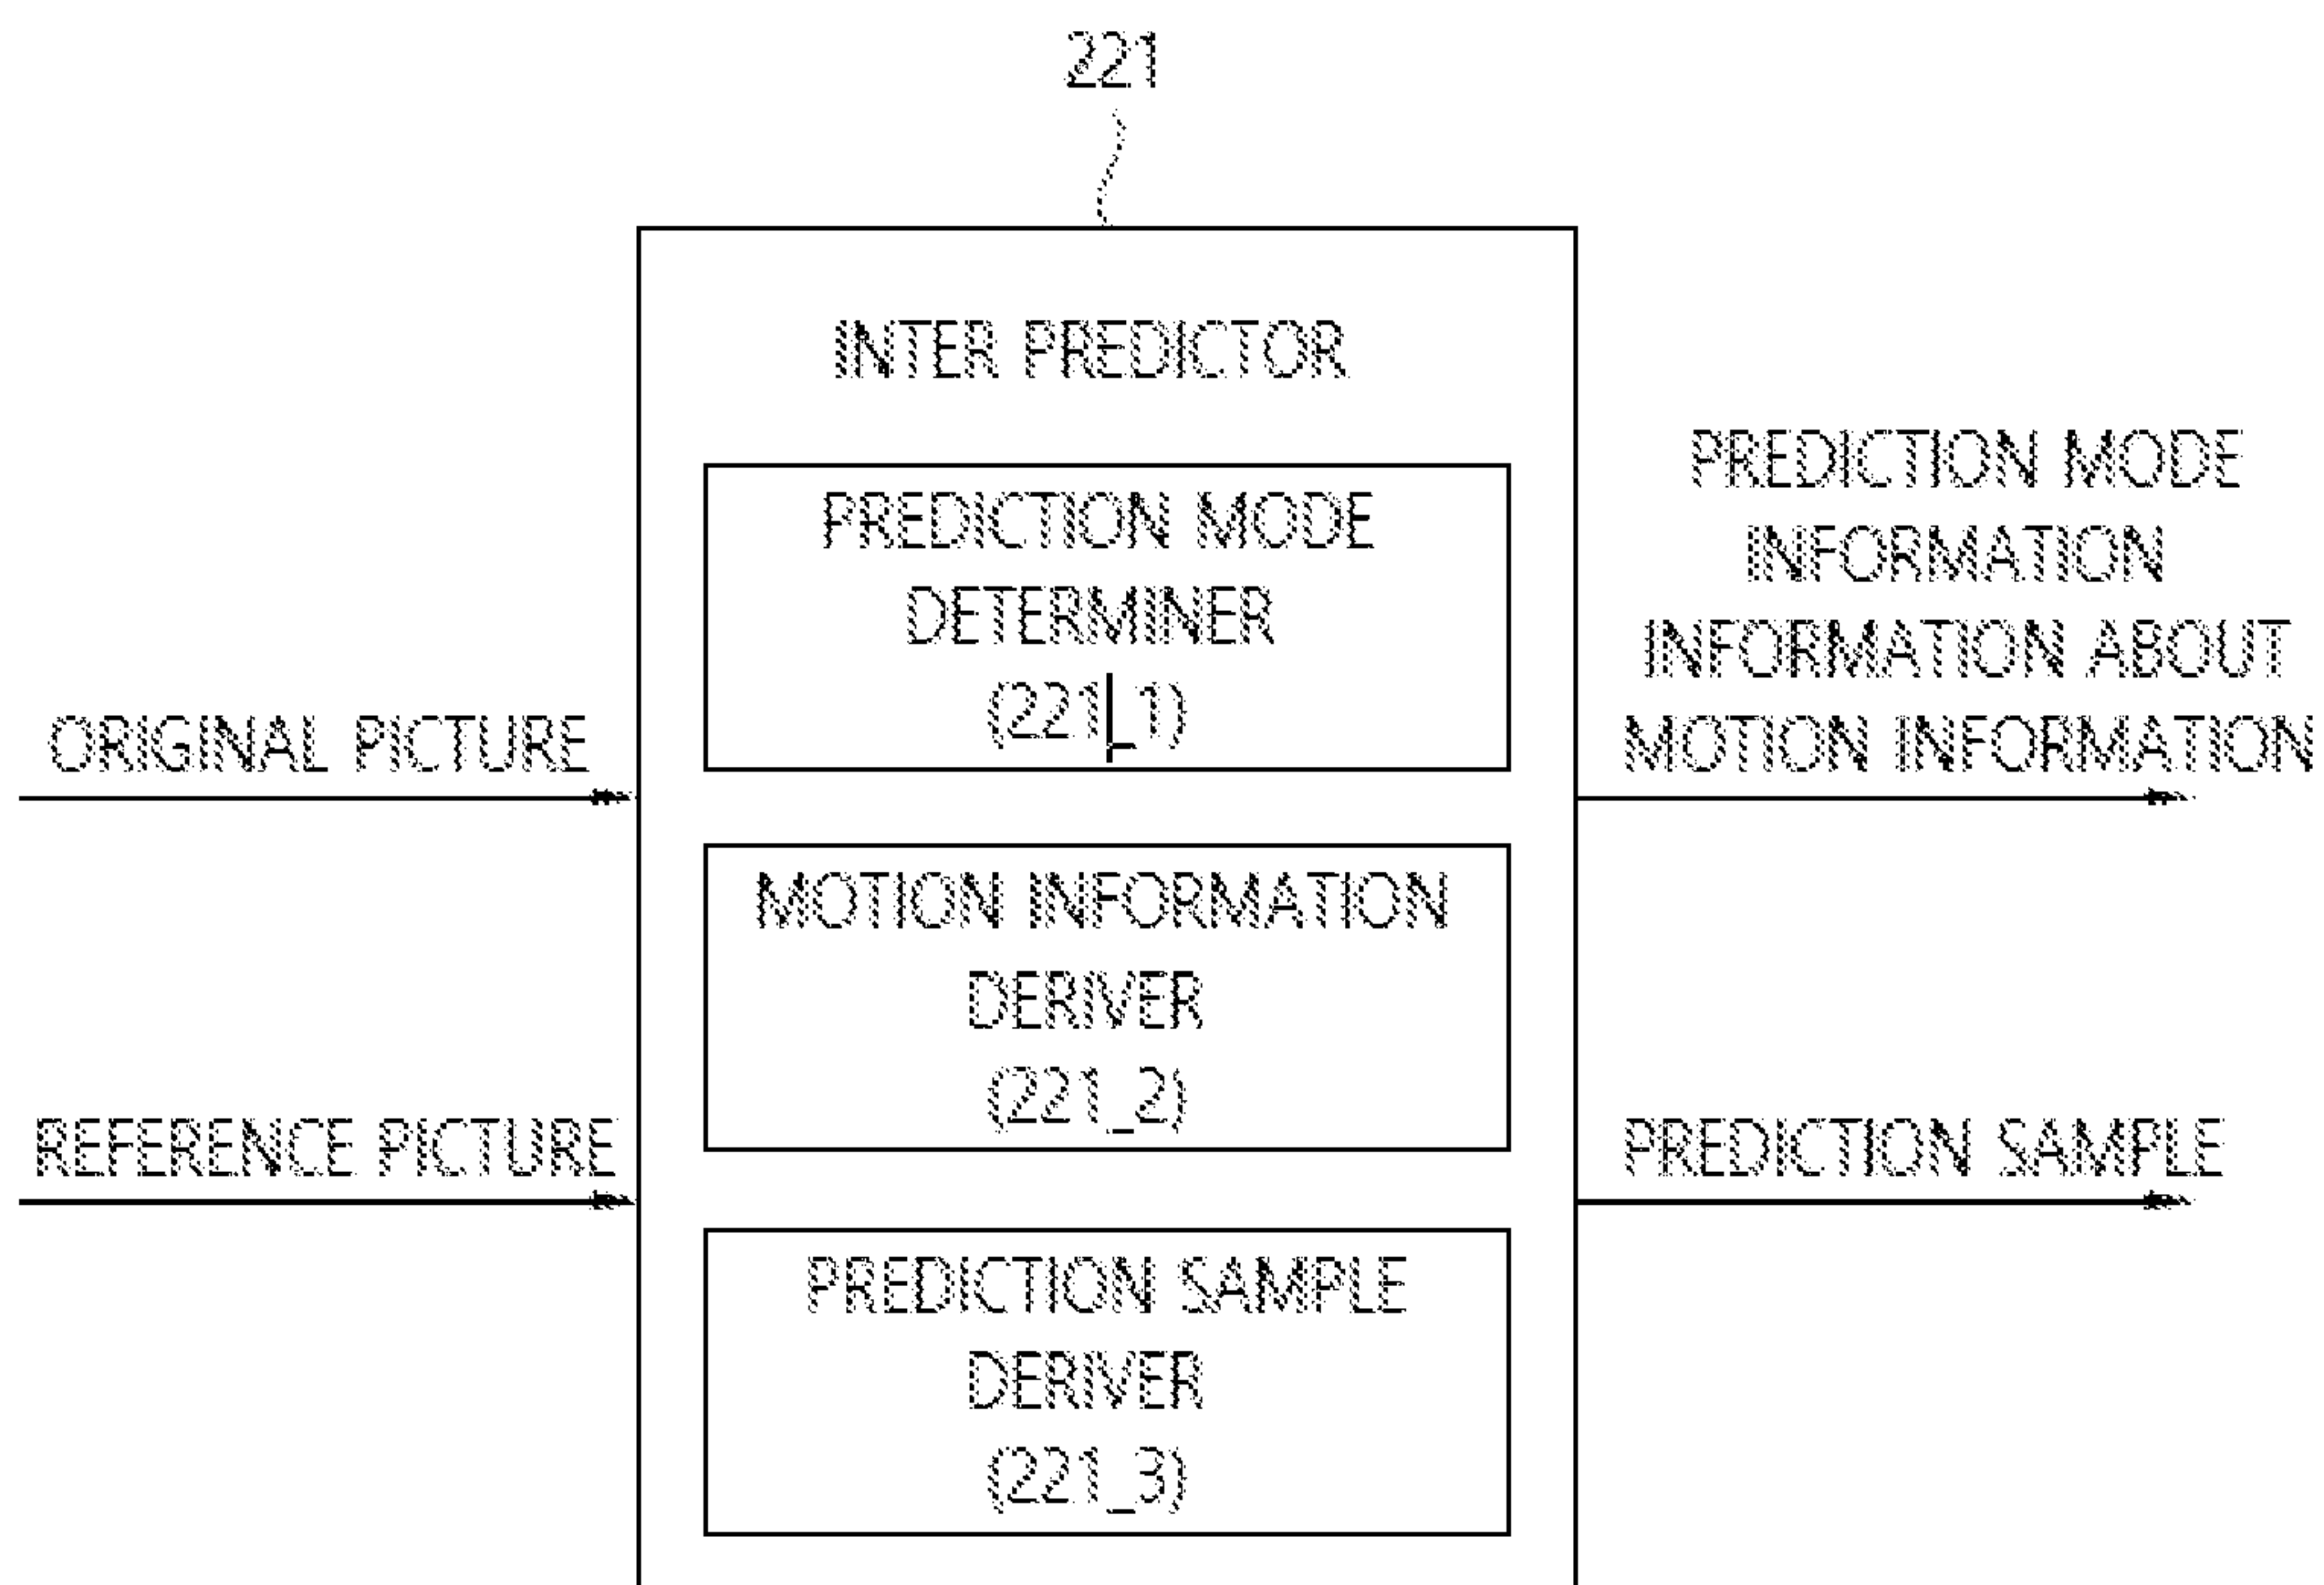 221
INTER PREDICTOR
PREDICTION MODE
DETERMINER
(221_1)
MOTION INFORMATION
DERIVER
(221_2)
PREDICTION SAMPLE
DERIVER
(221_3)
ORIGINAL PICTURE
REFERENCE PICTURE
PREDICTION MODE
INFORMATION
INFORMATION ABOUT
MOTION INFORMATION
PREDICTION SAMPLE